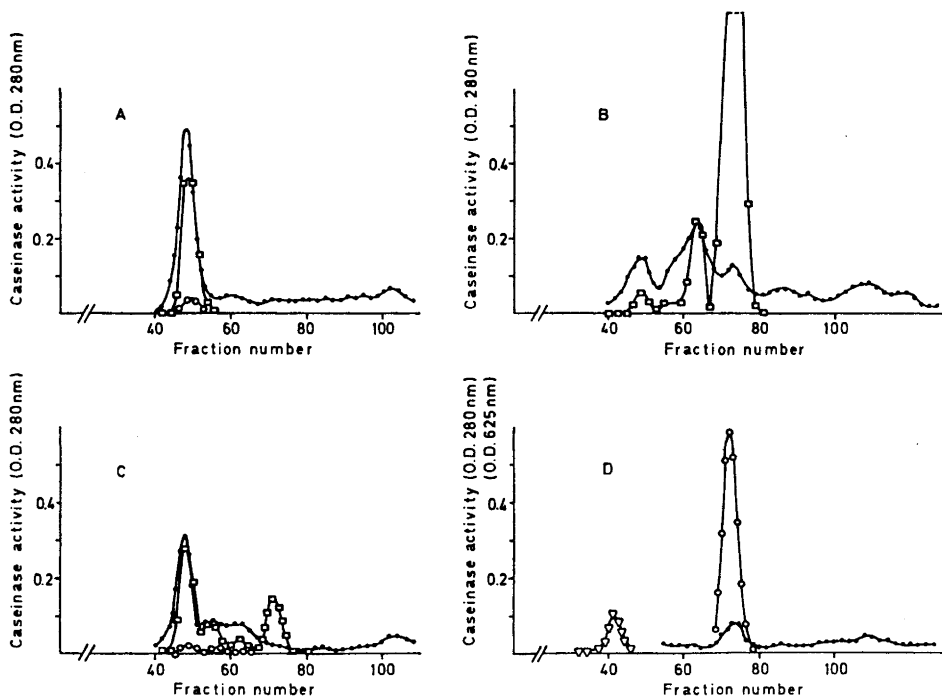 A
Caseinase activity (O.D. 280nm)
0.4
0.2
40 60 80 100
Fraction number
B
Caseinase activity (O.D. 280nm)
0.4
0.2
40 60 80 100
Fraction number
C
Caseinase activity (O.D. 280nm)
0.4
0.2
40 60 80 100
Fraction number
D
Caseinase activity (O.D. 280nm)
(O.D. 625nm)
0.4
0.2
40 60 80 100
Fraction number